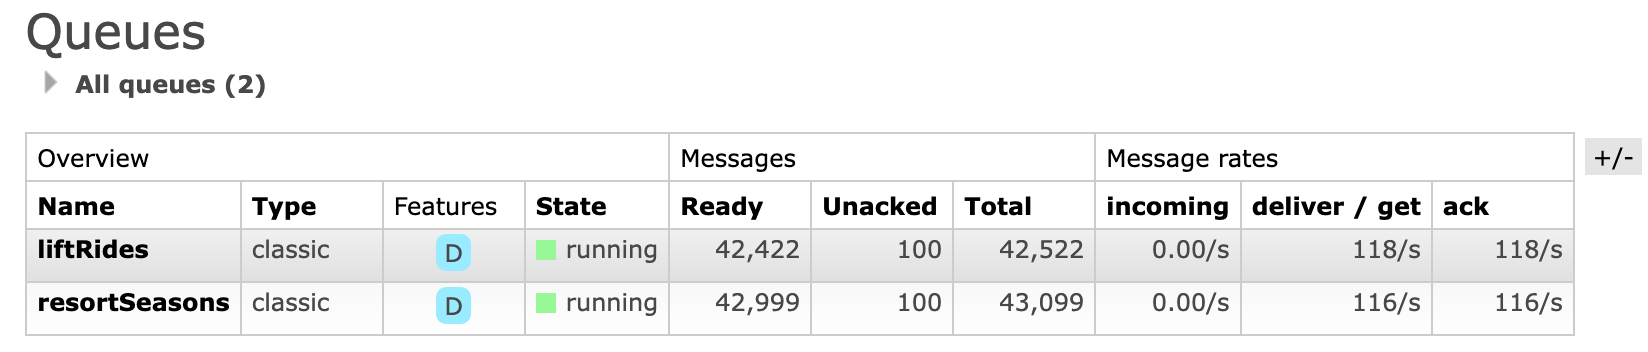 Queues
All queues (2)
Overview Messages Message rates +/-
Name Type Features State Ready Unacked Total incoming deliver / get ack
liftRides classic D running 42,422 100 42,522 0.00/s 118/s 118/s
resortSeasons classic D running 42,999 100 43,099 0.00/s 116/s 116/s